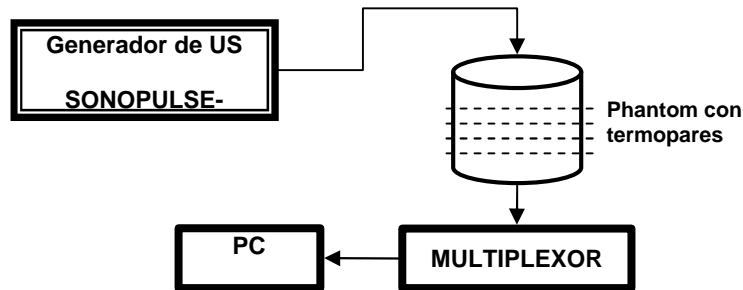 Generador de US
SONOPULSE-
Phantom con
termopares
PC
MULTIPLEXOR